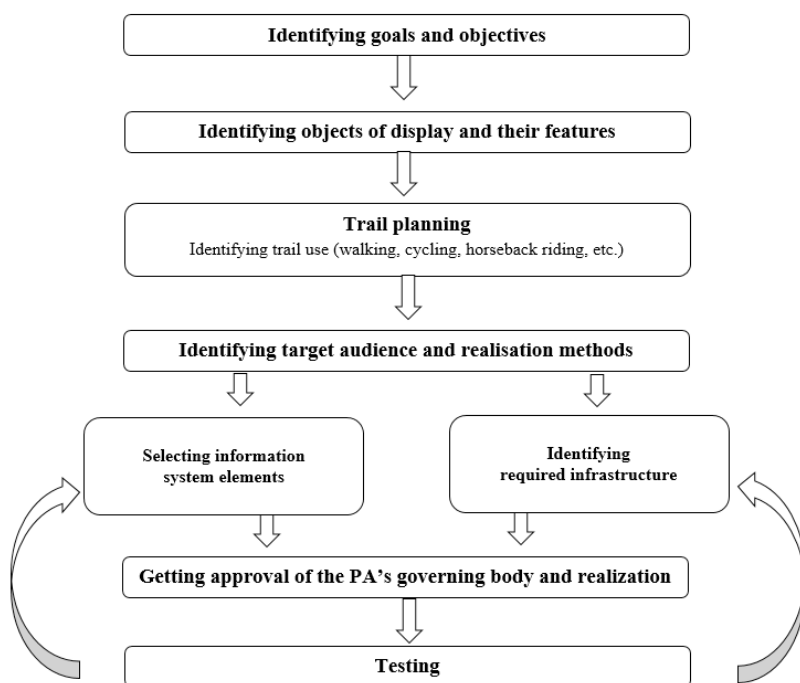 Identifying goals and objectives
Identifying objects of display and their features
Trail planning
Identifying trail use (walking, cycling, horseback riding, etc.)
Identifying target audience and realisation methods
Selecting information
system elements
Identifying
required infrastructure
Getting approval of the PA’s governing body and realization
Testing